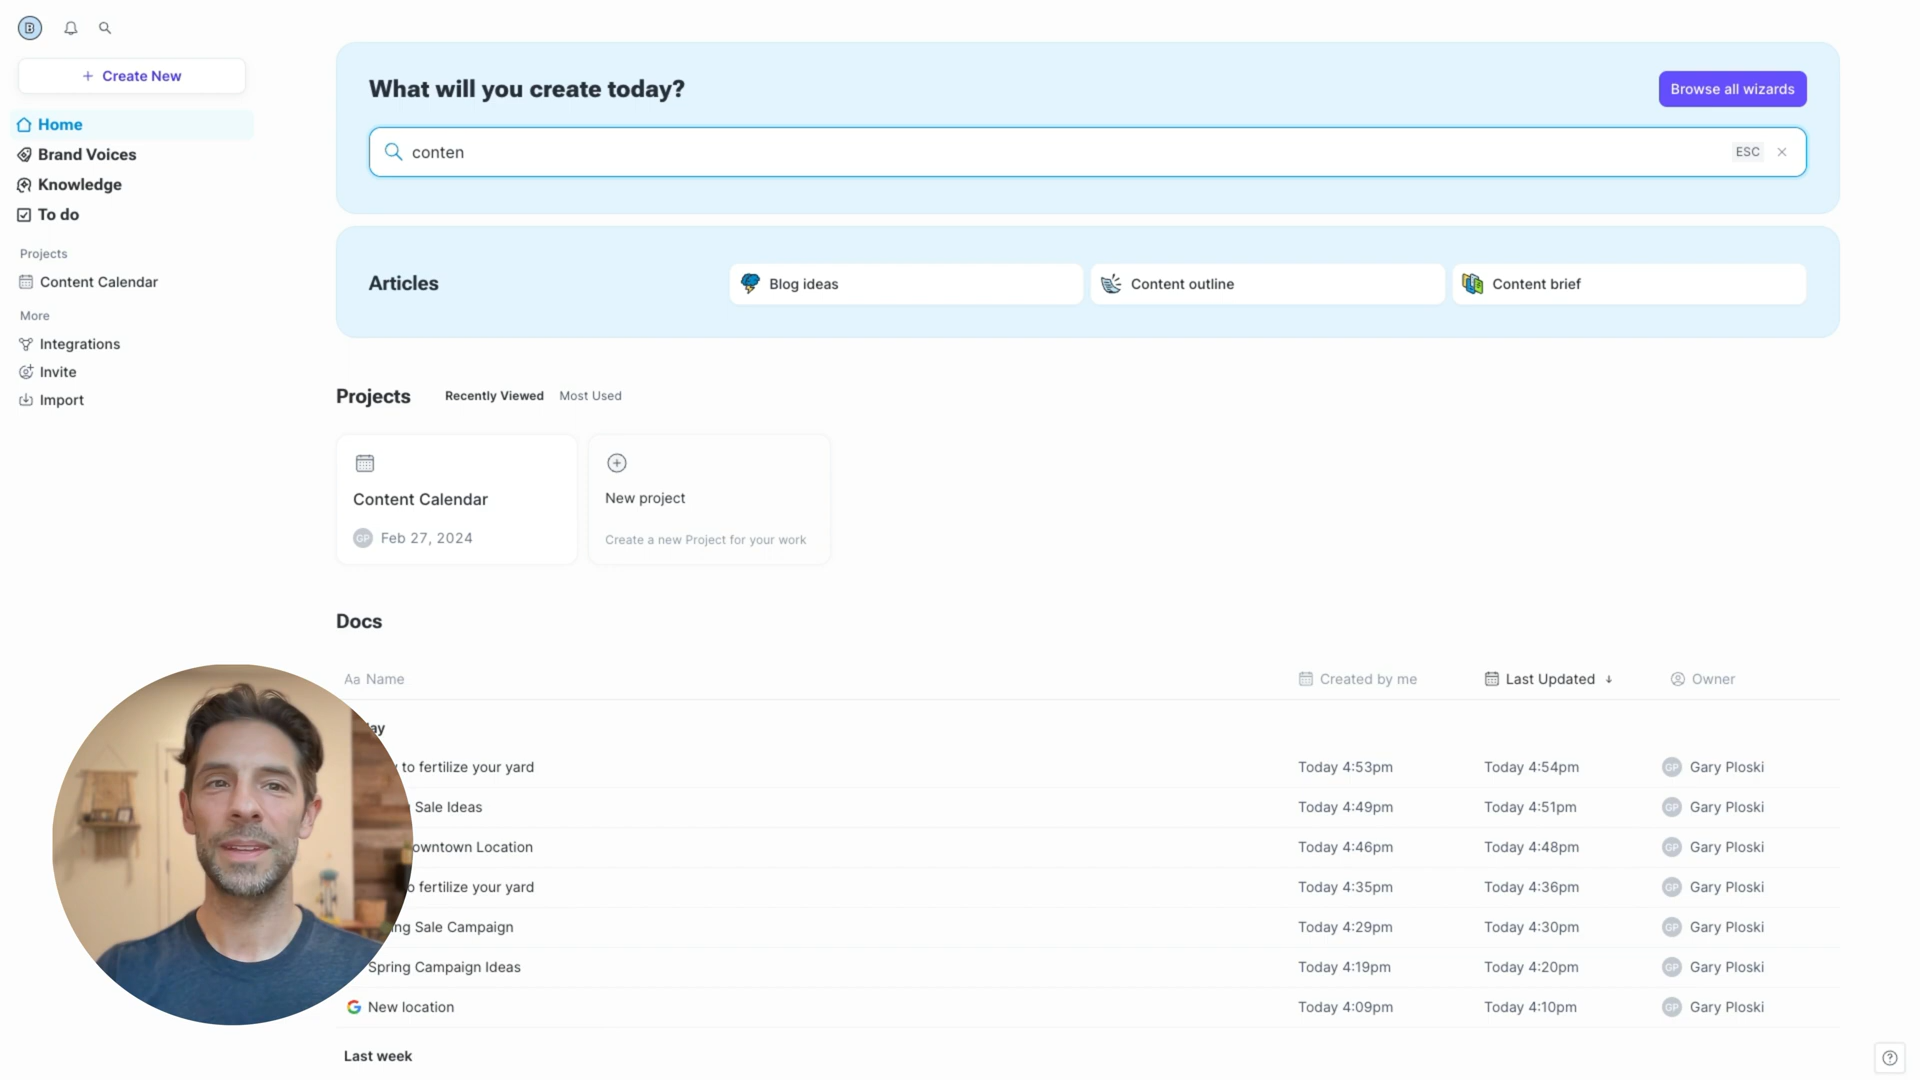 B
+ Create New
Home
Brand Voices
Knowledge
To do
Projects
Content Calendar
More
Integrations
Invite
Import
What will you create today?
Browse all wizards
conten
ESC
Articles
Blog ideas
Content outline
Content brief
Projects
Recently Viewed
Most Used
Content Calendar
GP Feb 27, 2024
New project
Create a new Project for your work
Docs
Aa Name
Created by me
Last Updated ↓
Owner
to fertilize your yard
Today 4:53pm
Today 4:54pm
GP Gary Ploski
Sale Ideas
Today 4:49pm
Today 4:51pm
GP Gary Ploski
Location
Today 4:46pm
Today 4:48pm
GP Gary Ploski
fertilize your yard
Today 4:35pm
Today 4:36pm
GP Gary Ploski
Sale Campaign
Today 4:29pm
Today 4:30pm
GP Gary Ploski
Spring Campaign Ideas
Today 4:19pm
Today 4:20pm
GP Gary Ploski
G New location
Today 4:09pm
Today 4:10pm
GP Gary Ploski
Last week